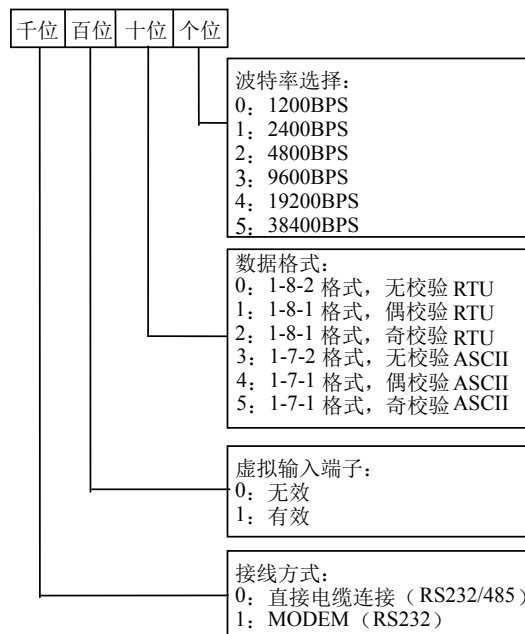 千位 百位 十位 个位
波特率选择：
0：1200BPS
1：2400BPS
2：4800BPS
3：9600BPS
4：19200BPS
5：38400BPS
数据格式：
0：1-8-2 格式，无校验 RTU
1：1-8-1 格式，偶校验 RTU
2：1-8-1 格式，奇校验 RTU
3：1-7-2 格式，无校验 ASCII
4：1-7-1 格式，偶校验 ASCII
5：1-7-1 格式，奇校验 ASCII
虚拟输入端子：
0：无效
1：有效
接线方式：
0：直接电缆连接（RS232/485）
1：MODEM（RS232）